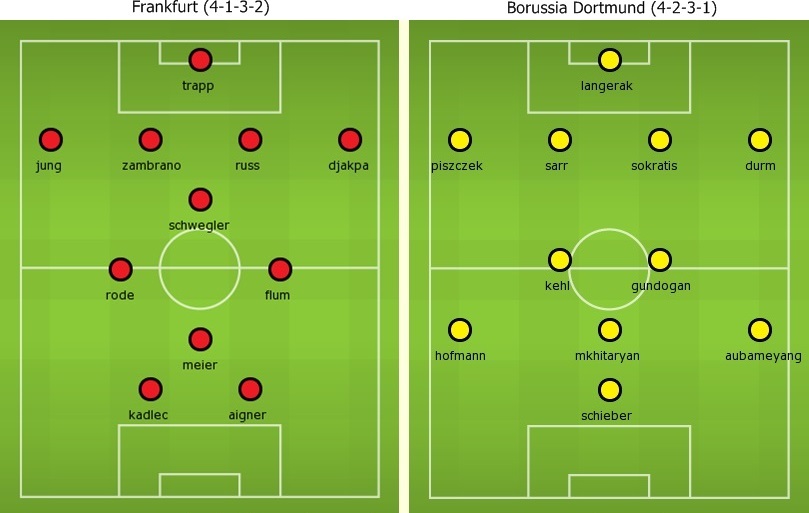 Frankfurt (4-1-3-2)
trapp
jung
zambrano
russ
djakpa
schwegler
rode
flum
meier
kadlec
aigner
Borussia Dortmund (4-2-3-1)
langerak
piszczek
sarr
sokratis
durm
kehl
gundogan
hofmann
mkhitaryan
aubameyang
schieber